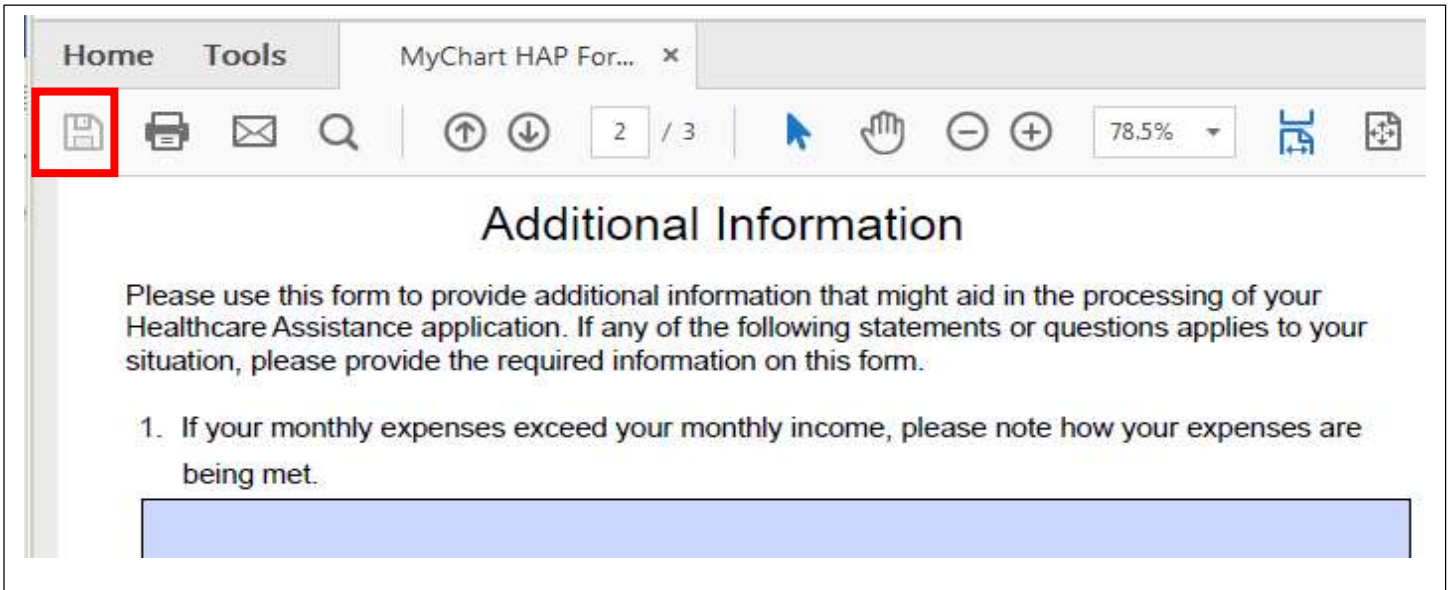 Home Tools MyChart HAP For... ×
2 / 3 78.5%
Additional Information
Please use this form to provide additional information that might aid in the processing of your
Healthcare Assistance application. If any of the following statements or questions applies to your
situation, please provide the required information on this form.
1. If your monthly expenses exceed your monthly income, please note how your expenses are
being met.